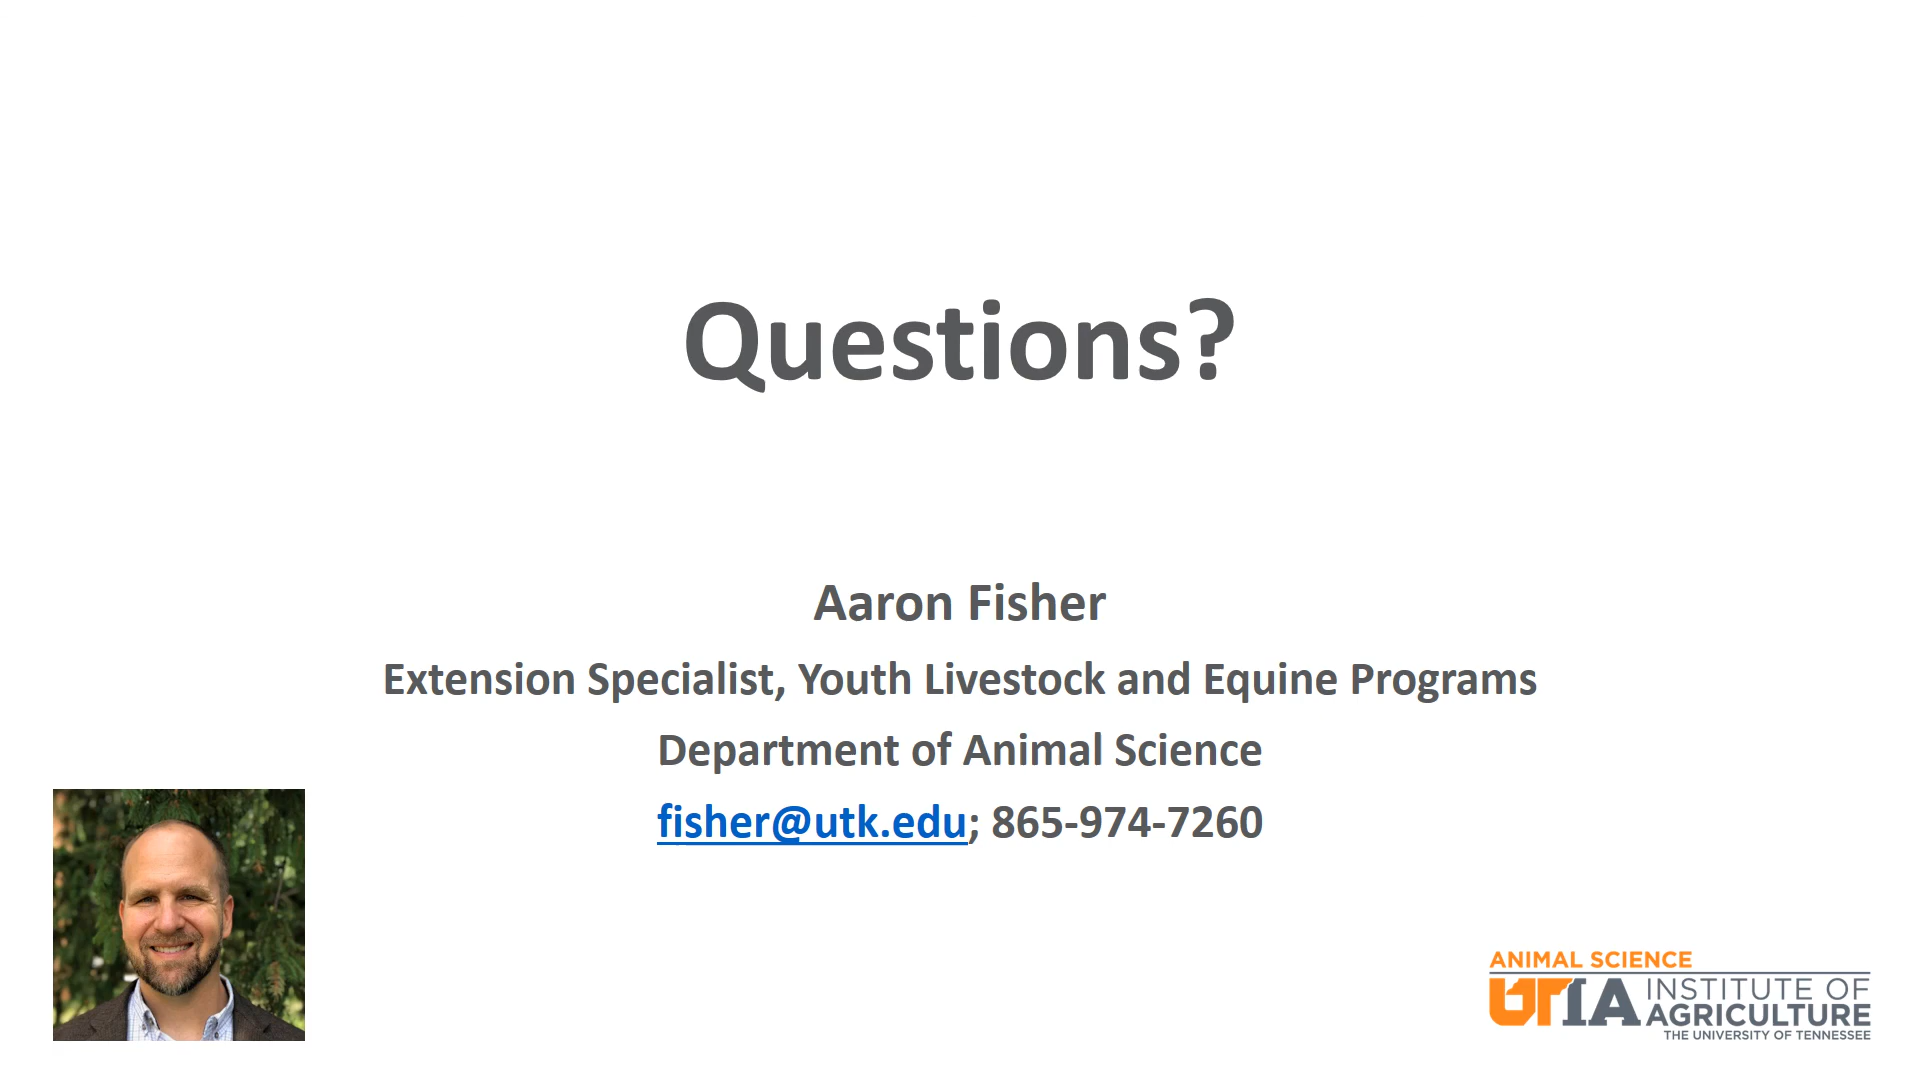 Questions?
Aaron Fisher
Extension Specialist, Youth Livestock and Equine Programs
Department of Animal Science
fisher@utk.edu; 865-974-7260
ANIMAL SCIENCE
UTIA INSTITUTE OF
AGRICULTURE
THE UNIVERSITY OF TENNESSEE